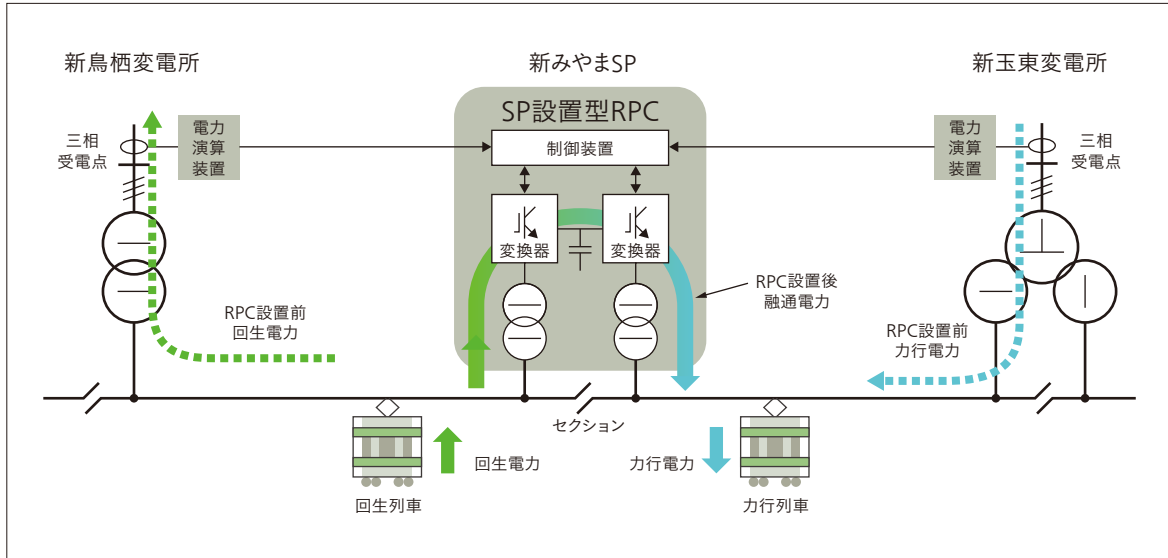 新鳥栖変電所
新みやまSP
新玉東変電所
SP設置型RPC
三相
受電点
電力
演算
装置
制御装置
電力
演算
装置
三相
受電点
変換器
変換器
RPC設置前
回生電力
RPC設置後
融通電力
RPC設置前
力行電力
セクション
回生電力
力行電力
回生列車
力行列車